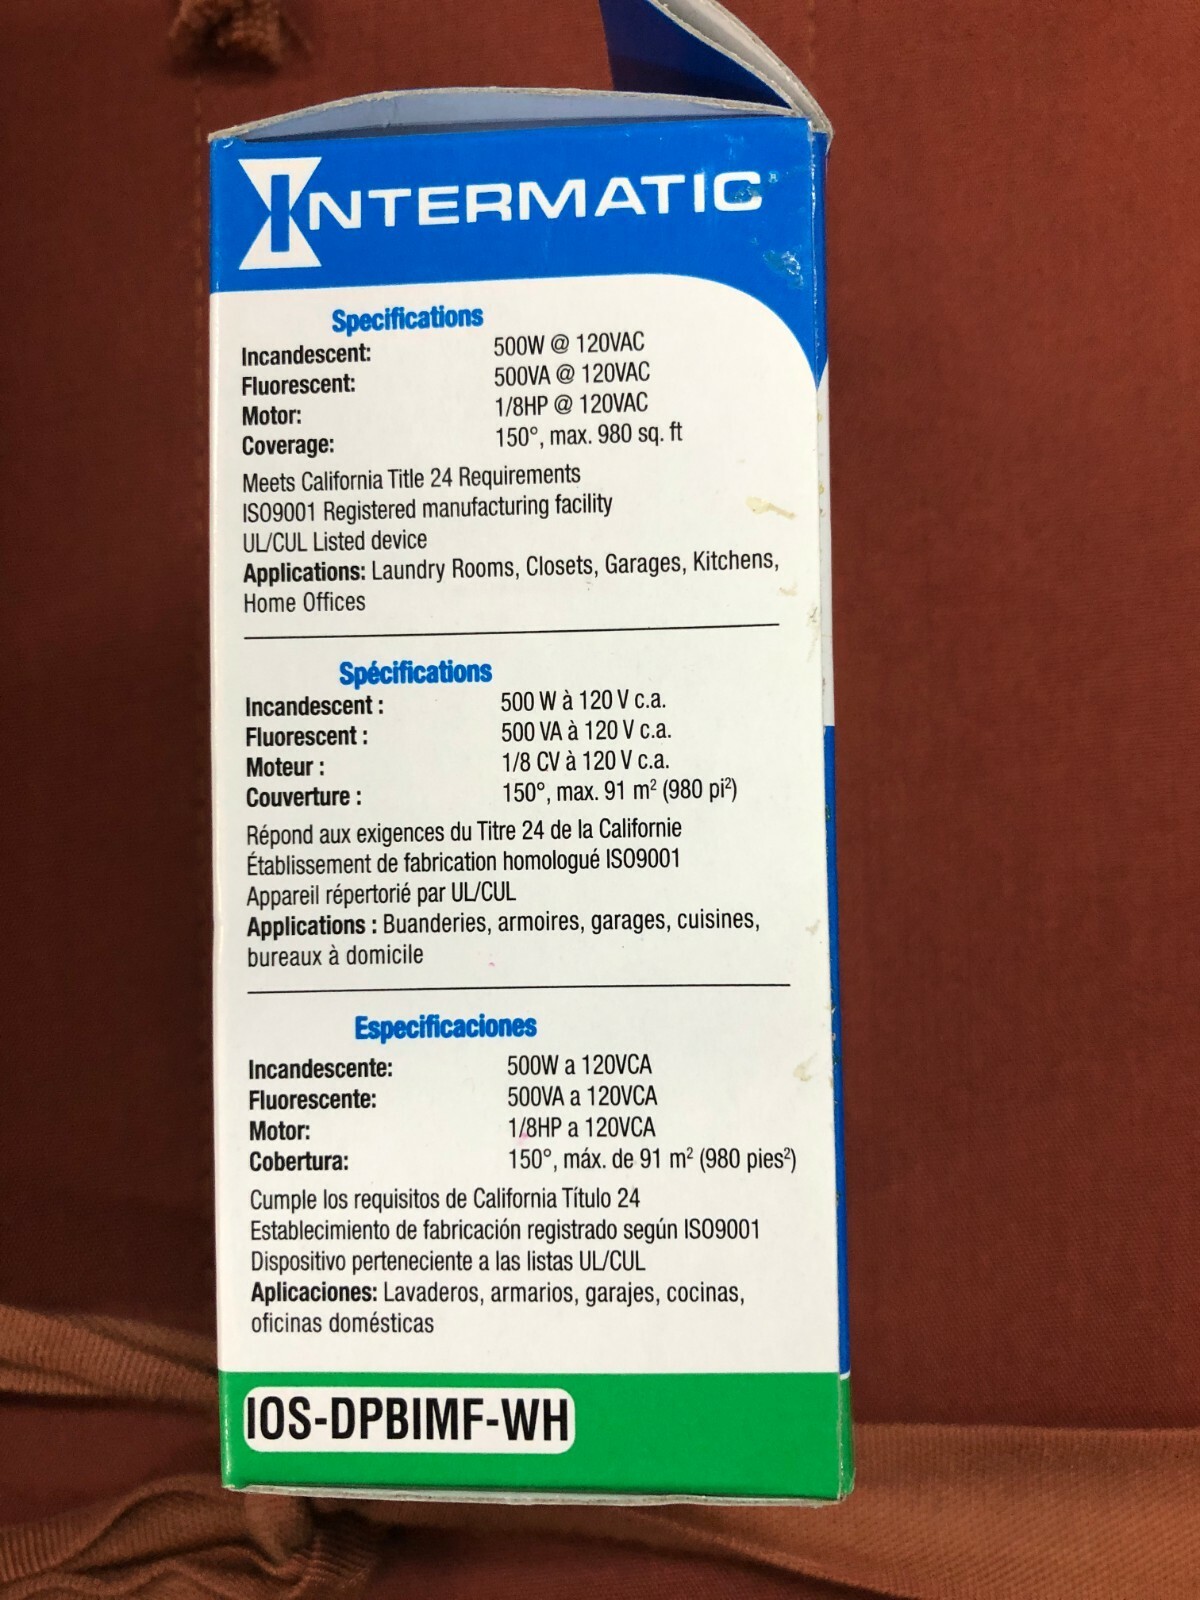 INTERMATIC®
Specifications
Incandescent: 500W @ 120VAC
Fluorescent: 500VA @ 120VAC
Motor: 1/8HP @ 120VAC
Coverage: 150°, max. 980 sq. ft
Meets California Title 24 Requirements
ISO9001 Registered manufacturing facility
UL/CUL Listed device
Applications: Laundry Rooms, Closets, Garages, Kitchens,
Home Offices
Spécifications
Incandescent : 500 W à 120 V c.a.
Fluorescent : 500 VA à 120 V c.a.
Moteur : 1/8 CV à 120 V c.a.
Couverture : 150°, max. 91 m² (980 pi²)
Répond aux exigences du Titre 24 de la Californie
Établissement de fabrication homologué ISO9001
Appareil répertorié par UL/CUL
Applications : Buanderies, armoires, garages, cuisines,
bureaux à domicile
Especificaciones
Incandescente: 500W a 120VCA
Fluorescente: 500VA a 120VCA
Motor: 1/8HP a 120VCA
Cobertura: 150°, máx. de 91 m² (980 pies²)
Cumple los requisitos de California Título 24
Establecimiento de fabricación registrado según ISO9001
Dispositivo perteneciente a las listas UL/CUL
Aplicaciones: Lavaderos, armarios, garajes, cocinas,
oficinas domésticas
IOS-DPBIMF-WH